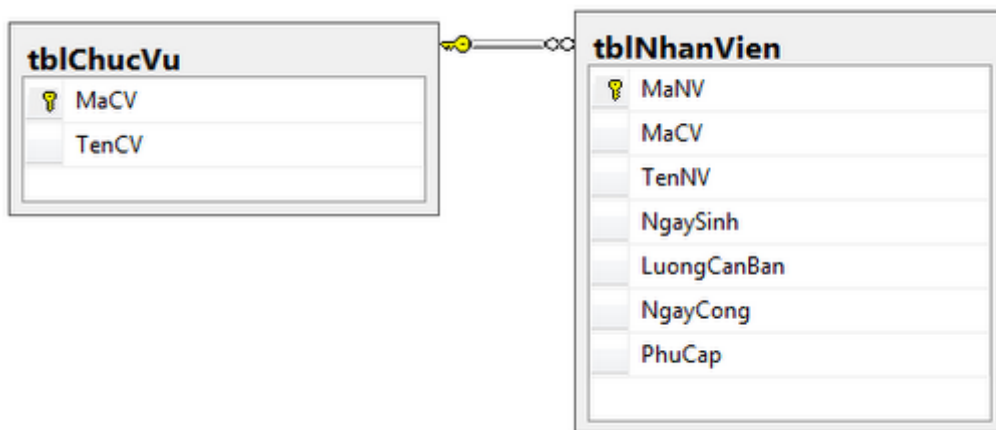 tblChucVu
MaCV
TenCV
tblNhanVien
MaNV
MaCV
TenNV
NgaySinh
LuongCanBan
NgayCong
PhuCap